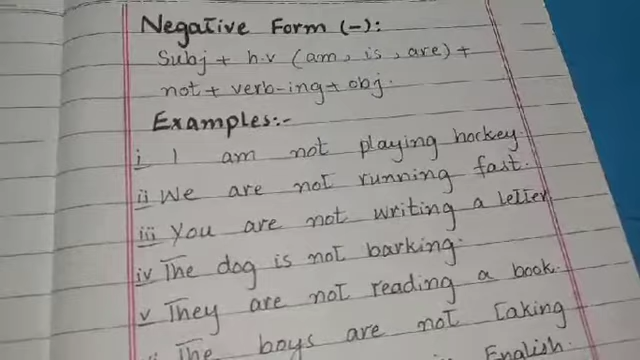 Negative Form (-):
Subj + h.v (am, is, are) +
not + verb-ing + obj.
Examples:-
i I am not playing hockey.
ii We are not running fast.
iii You are not writing a letter.
iv The dog is not barking.
v They are not reading a book.
The boys are not taking
English.